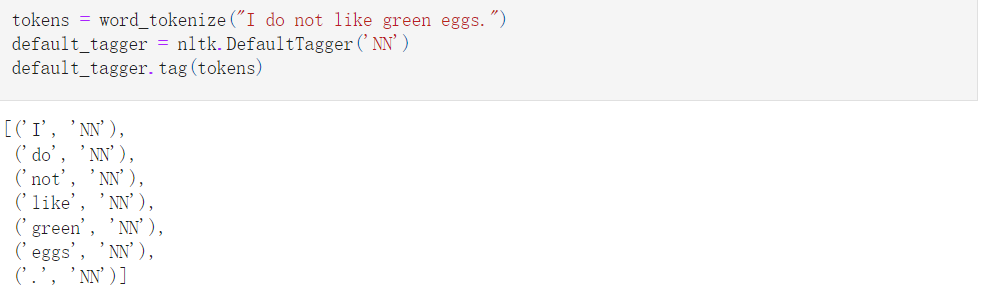 tokens = word_tokenize("I do not like green eggs.")
default_tagger = nltk.DefaultTagger('NN')
default_tagger.tag(tokens)
[('I', 'NN'),
('do', 'NN'),
('not', 'NN'),
('like', 'NN'),
('green', 'NN'),
('eggs', 'NN'),
('.', 'NN')]